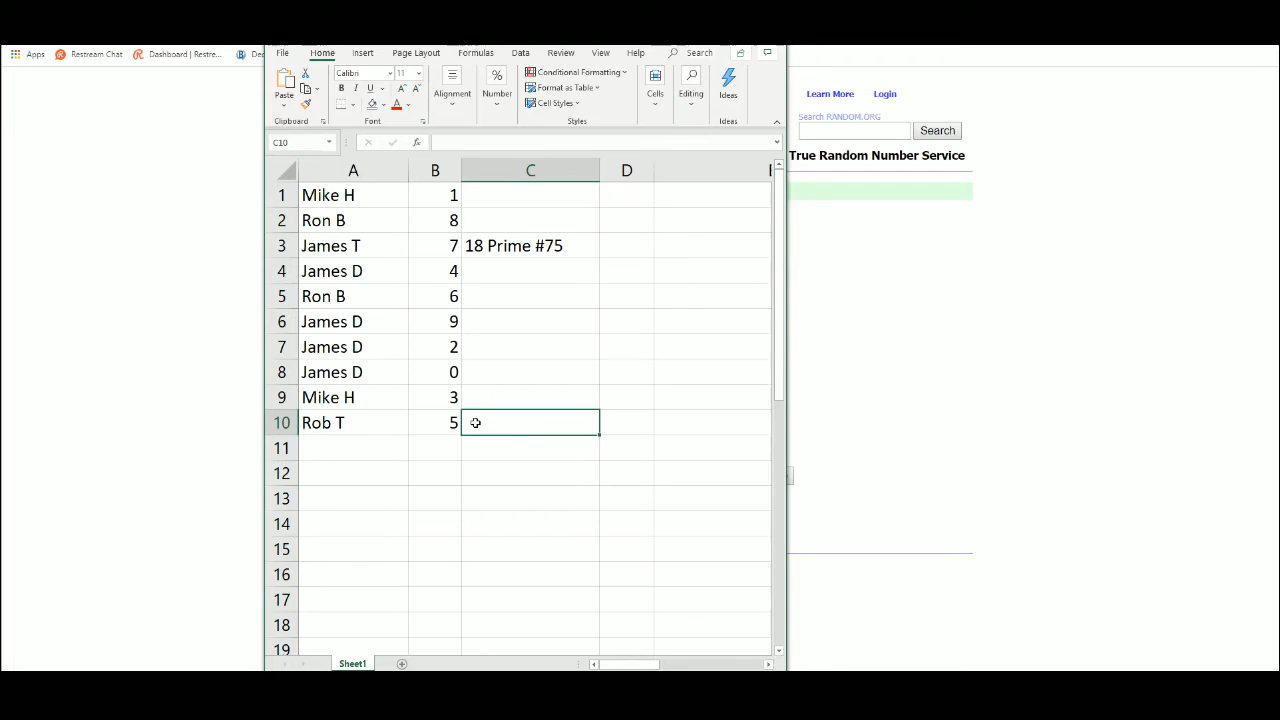 Apps Restream Chat Dashboard | Restre...
File Home Insert Page Layout Formulas Data Review View Help Search
Learn More Login
Paste Calibri 11 Alignment Number Conditional Formatting Cells Editing Ideas
B I U A A Format as Table
Cell Styles
Clipboard Font Styles Ideas
Search RANDOM.ORG
Search
C10 fx
True Random Number Service
A B C D
1 Mike H 1
2 Ron B 8
3 James T 7 18 Prime #75
4 James D 4
5 Ron B 6
6 James D 9
7 James D 2
8 James D 0
9 Mike H 3
10 Rob T 5
11
12
13
14
15
16
17
18
19
Sheet1